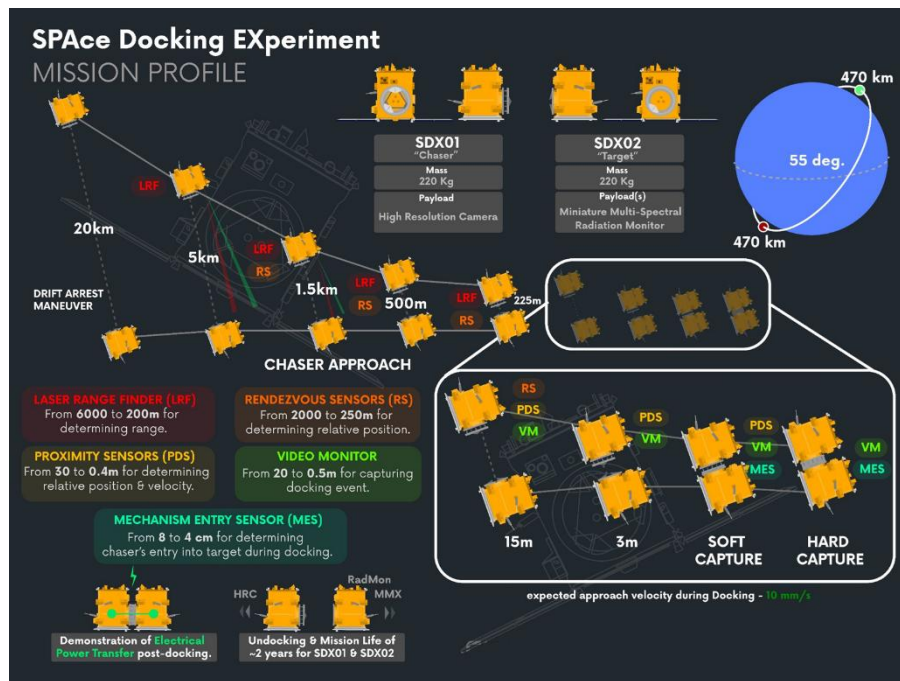 SPAce Docking EXperiment
MISSION PROFILE
SDX01
"Chaser"
Mass
220 Kg
Payload
High Resolution Camera
SDX02
"Target"
Mass
220 Kg
Payload(s)
Miniature Multi-Spectral
Radiation Monitor
470 km
55 deg.
470 km
LRF
20km
5km
LRF
RS
1.5km
LRF
RS
500m
LRF
RS
225m
DRIFT ARREST
MANEUVER
CHASER APPROACH
LASER RANGE FINDER (LRF)
From 6000 to 200m for
determining range.
RENDEZVOUS SENSORS (RS)
From 2000 to 250m for
determining relative position.
PROXIMITY SENSORS (PDS)
From 30 to 0.4m for determining
relative position & velocity.
VIDEO MONITOR
From 20 to 0.5m for capturing
docking event.
MECHANISM ENTRY SENSOR (MES)
From 8 to 4 cm for determining
chaser's entry into target during docking.
RS
PDS
VM
PDS
VM
PDS
VM
MES
VM
MES
15m
3m
SOFT
CAPTURE
HARD
CAPTURE
expected approach velocity during Docking - 10 mm/s
Demonstration of Electrical
Power Transfer post-docking.
HRC
RadMon
MMX
Undocking & Mission Life of
~2 years for SDX01 & SDX02